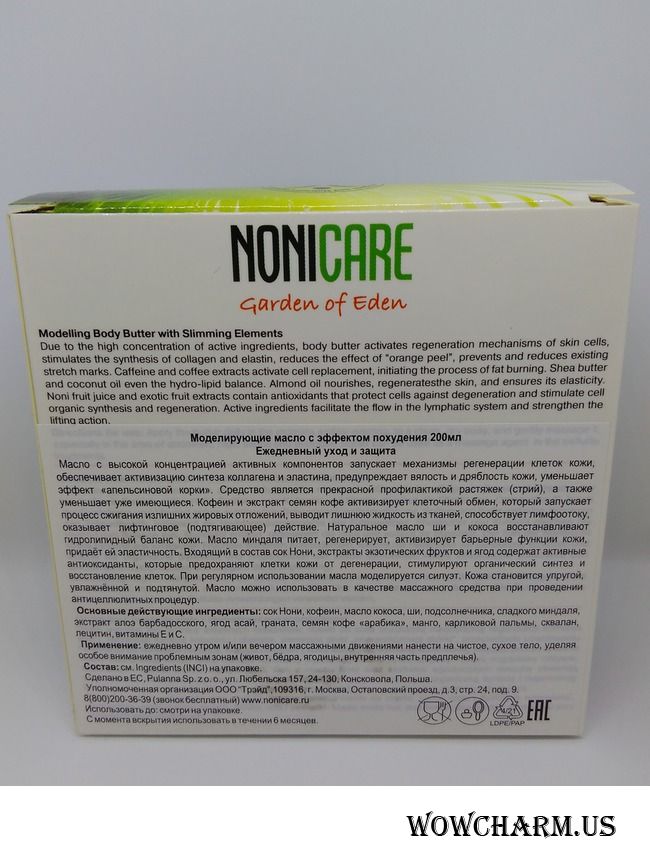 NONICARE
Garden of Eden
Modelling Body Butter with Slimming Elements
Due to the high concentration of active ingredients, body butter activates regeneration mechanisms of skin cells,
stimulates the synthesis of collagen and elastin, reduces the effect of “orange peel”, prevents and reduces existing
stretch marks. Caffeine and coffee extracts activate cell replacement, initiating the process of fat burning. Shea butter
and coconut oil even the hydro-lipid balance. Almond oil nourishes, regeneratesthe skin, and ensures its elasticity.
Noni fruit juice and exotic fruit extracts contain antioxidants that protect cells against degeneration and stimulate cell
organic synthesis and regeneration. Active ingredients facilitate the flow in the lymphatic system and strengthen the
lifting action.
Моделирующие масло с эффектом похудения 200мл
Ежедневный уход и защита
Масло с высокой концентрацией активных компонентов запускает механизмы регенерации клеток кожи,
обеспечивает активизацию синтеза коллагена и эластина, предупреждает вялость и дряблость кожи, уменьшает
эффект «апельсиновой корки». Средство является прекрасной профилактикой растяжек (стрий), а также
уменьшает уже имеющиеся. Кофеин и экстракт семян кофе активизирует клеточный обмен, который запускает
процесс сжигания излишних жировых отложений, выводит лишнюю жидкость из тканей, способствует лимфотоку,
оказывает лифтинговое (подтягивающее) действие. Натуральное масло ши и кокоса восстанавливают
гидролипидный баланс кожи. Масло миндаля питает, регенерирует, активизирует барьерные функции кожи,
придаёт ей эластичность. Входящий в состав сок Нони, экстракты экзотических фруктов и ягод содержат активные
антиоксиданты, которые предохраняют клетки кожи от дегенерации, стимулируют органический синтез и
восстановление клеток. При регулярном использовании масла моделируется силуэт. Кожа становится упругой,
увлажнённой и подтянутой. Масло можно использовать в качестве массажного средства при проведении
антицеллюлитных процедур.
Основные действующие ингредиенты: сок Нони, кофеин, масло кокоса, ши, подсолнечника, сладкого миндаля,
экстракт алоэ барбадосского, ягод асай, граната, семян кофе «арабика», манго, карликовой пальмы, сквалан,
лецитин, витамины Е и С.
Применение: ежедневно утром и/или вечером массажными движениями нанести на чистое, сухое тело, уделяя
особое внимание проблемным зонам (живот, бёдра, ягодицы, внутренняя часть предплечья).
Состав: см. Ingredients (INCI) на упаковке.
Сделано в ЕС, Pulanna Sp. z o. o., ул. Любельска 157, 24-130, Консковола, Польша.
Уполномоченная организация ООО "Трэйд",109316, г. Москва, Остаповский проезд, д.3, стр. 24, под. 9.
8(800)200-36-39 (звонок бесплатный) www.nonicare.ru
Использовать до: смотри на упаковке.
С момента вскрытия использовать в течении 6 месяцев.
LDPE/PAP
EAC
WOWCHARM.US